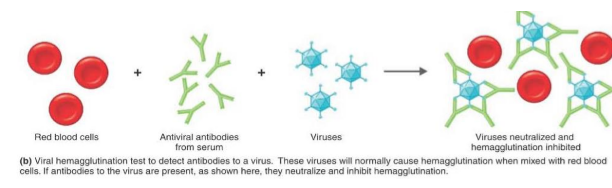 + + 
Red blood cells Antiviral antibodies Viruses Viruses neutralized and
from serum hemagglutination inhibited
(b) Viral hemagglutination test to detect antibodies to a virus. These viruses will normally cause hemagglutination when mixed with red blood
cells. If antibodies to the virus are present, as shown here, they neutralize and inhibit hemagglutination.